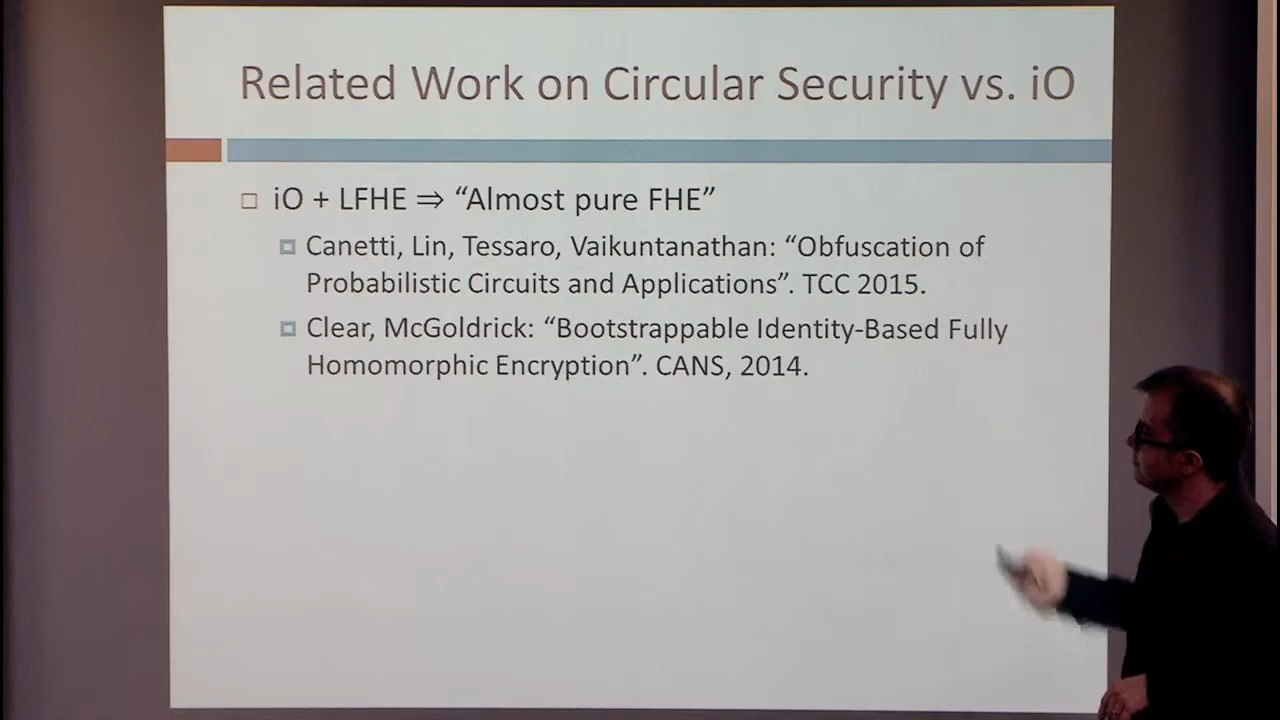 Related Work on Circular Security vs. iO
iO + LFHE ⇒ “Almost pure FHE”
Canetti, Lin, Tessaro, Vaikuntanathan: “Obfuscation of
Probabilistic Circuits and Applications”. TCC 2015.
Clear, McGoldrick: “Bootstrappable Identity-Based Fully
Homomorphic Encryption”. CANS, 2014.